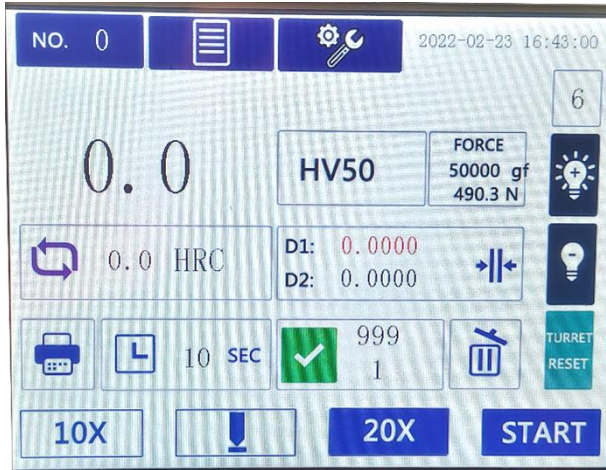 NO. 0
2022-02-23 16:43:00
6
0.0
HV50
FORCE
50000 gf
490.3 N
0.0 HRC
D1: 0.0000
D2: 0.0000
10 SEC
999
1
TURRET
RESET
10X
20X
START